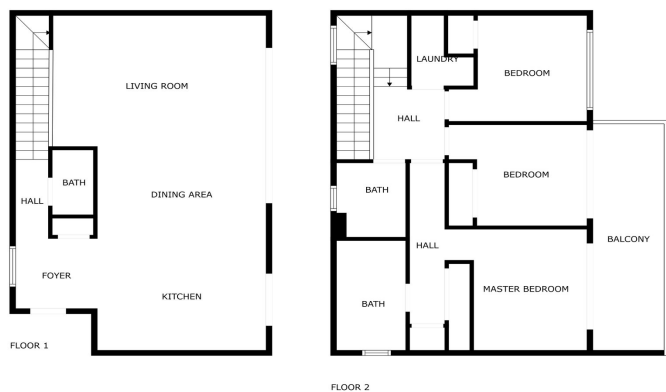 LIVING ROOM
BATH
HALL
DINING AREA
FOYER
KITCHEN
FLOOR 1
LAUNDRY
BEDROOM
HALL
BEDROOM
BATH
HALL
BALCONY
MASTER BEDROOM
BATH
FLOOR 2